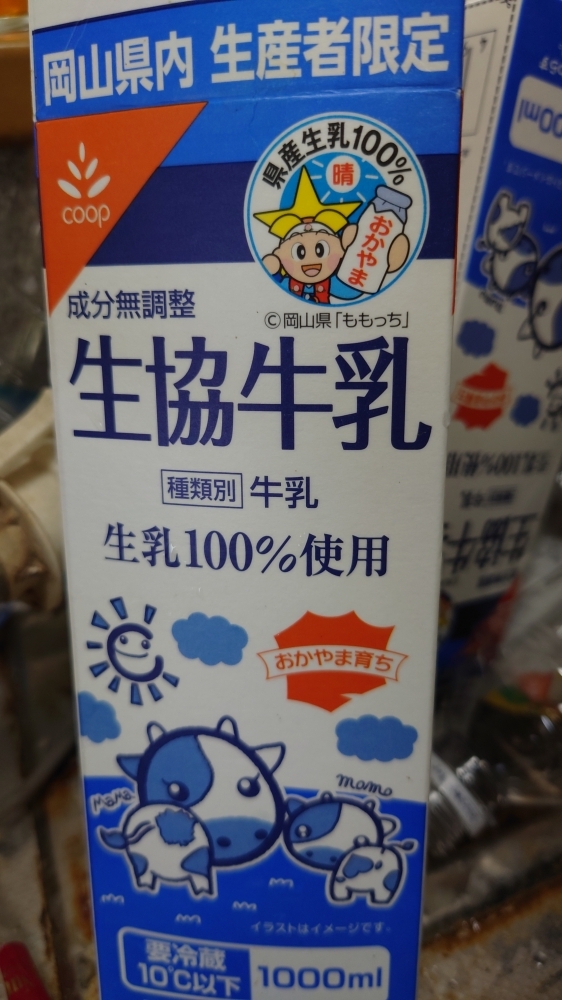 岡山県内 生産者限定
県産生乳100%
晴
おかやま
coop
©岡山県「ももっち」
成分無調整
生協牛乳
種類別 牛乳
生乳100%使用
おかやま育ち
mama
momo
イラストはイメージです。
要冷蔵
10℃以下
1000ml